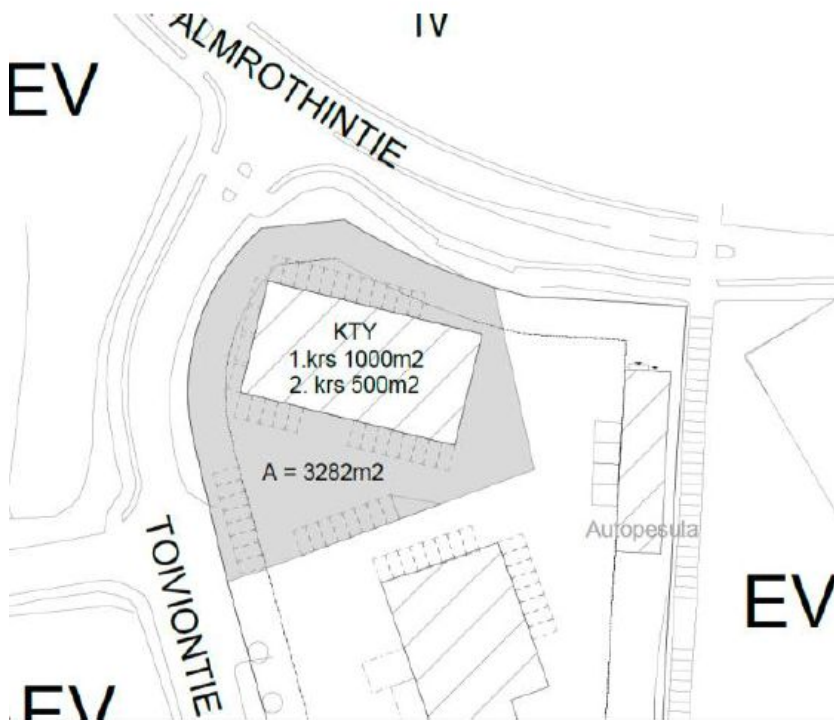 IV
EV
ALMROTHINTIE
KTY
1.krs 1000m2
2. krs 500m2
A = 3282m2
Autopesula
TOIVIONTIE
EV
EV